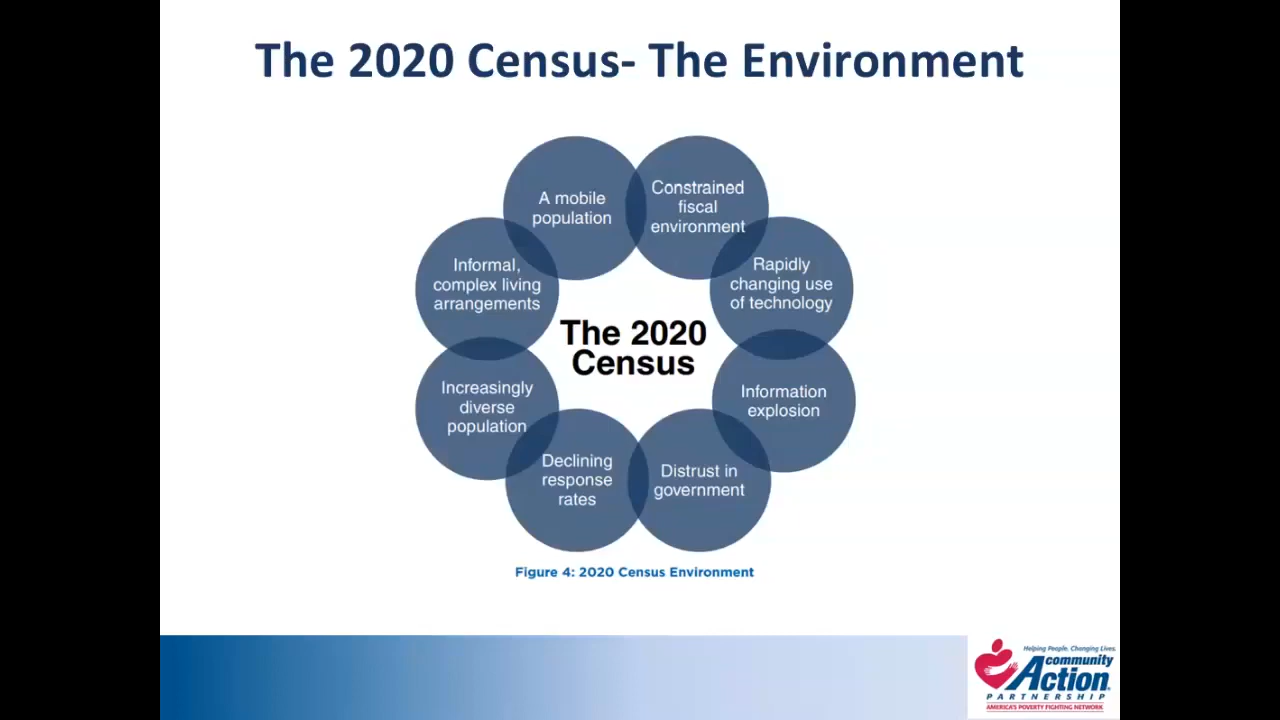 The 2020 Census- The Environment
A mobile
population
Constrained
fiscal
environment
Rapidly
changing use
of technology
Information
explosion
Distrust in
government
Declining
response
rates
Increasingly
diverse
population
Informal,
complex living
arrangements
The 2020
Census
Figure 4: 2020 Census Environment
Helping People. Changing Lives.
community
Action
PARTNERSHIP
AMERICA'S POVERTY FIGHTING NETWORK